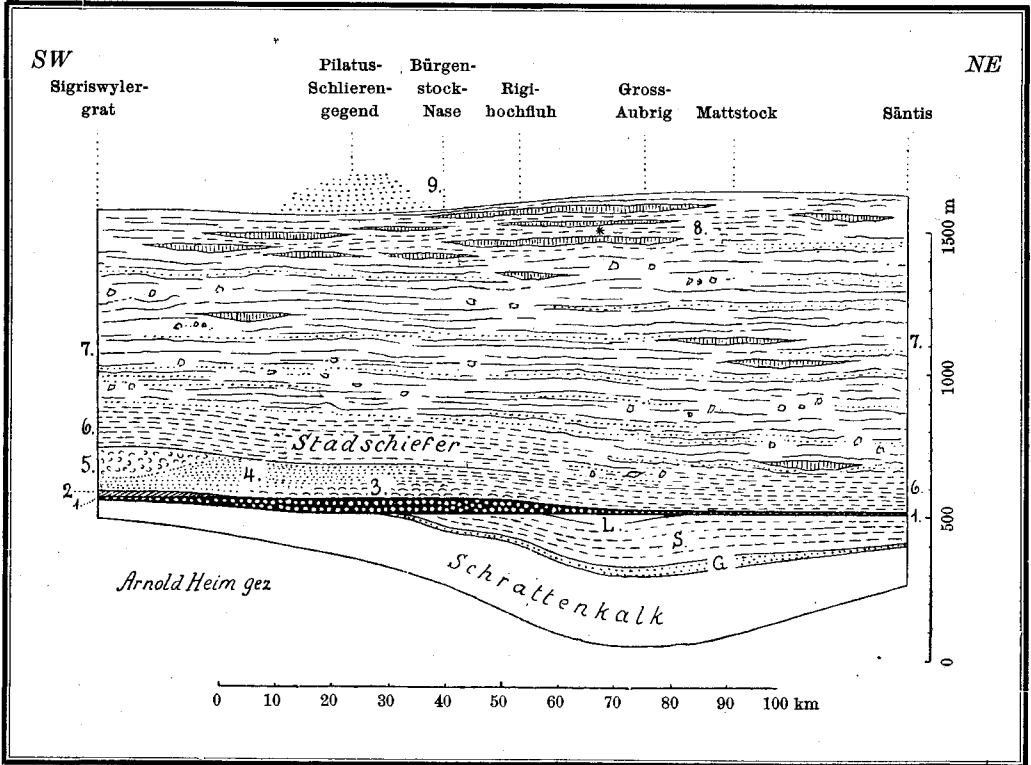 SW
NE
Sigriswyler-
grat
Pilatus-
Schlieren-
gegend
Bürgen-
stock-
Nase
Rigi-
hochfluh
Gross-
Aubrig
Mattstock
Säntis
9.
8.
*
7.
7.
6.
Stadschiefer
5.
4.
3.
6.
2.
1.
1.
L.
S.
G.
Schrattenkalk
Arnold Heim gez
1500 m
1000
500
0
0 10 20 30 40 50 60 70 80 90 100 km